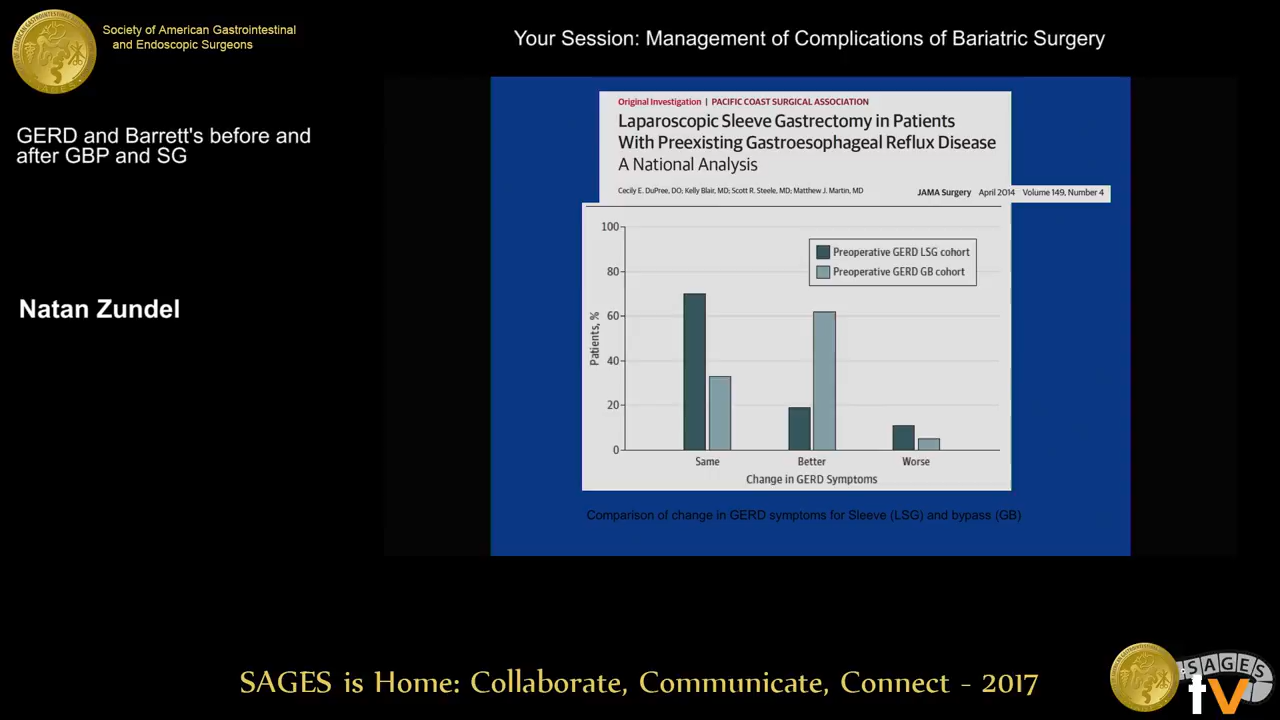 Society of American Gastrointestinal
and Endoscopic Surgeons
Your Session: Management of Complications of Bariatric Surgery
GERD and Barrett's before and
after GBP and SG
Natan Zundel
Original Investigation | PACIFIC COAST SURGICAL ASSOCIATION
Laparoscopic Sleeve Gastrectomy in Patients
With Preexisting Gastroesophageal Reflux Disease
A National Analysis
Cecily E. DuPree, DO; Kelly Blair, MD; Scott R. Steele, MD; Matthew J. Martin, MD
JAMA Surgery April 2014 Volume 149, Number 4
100
80
60
40
20
0
Patients, %
Preoperative GERD LSG cohort
Preoperative GERD GB cohort
Same
Better
Worse
Change in GERD Symptoms
Comparison of change in GERD symptoms for Sleeve (LSG) and bypass (GB)
SAGES is Home: Collaborate, Communicate, Connect - 2017
SAGES
tv